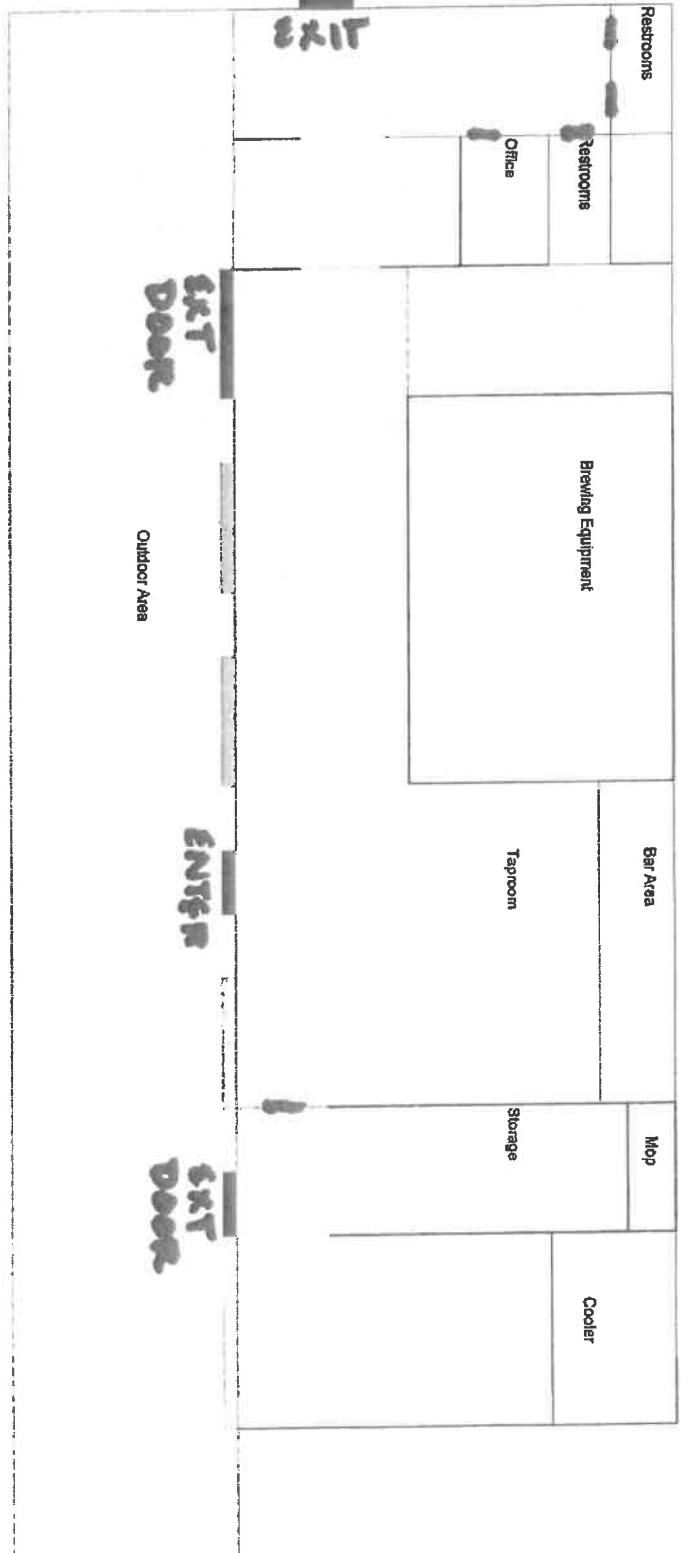 Restrooms
EXIT
Restrooms
Office
EXT
DOOR
Brewing Equipment
Outdoor Area
Bar Area
Taproom
ENTER
Mop
Storage
EXT
DOOR
Cooler